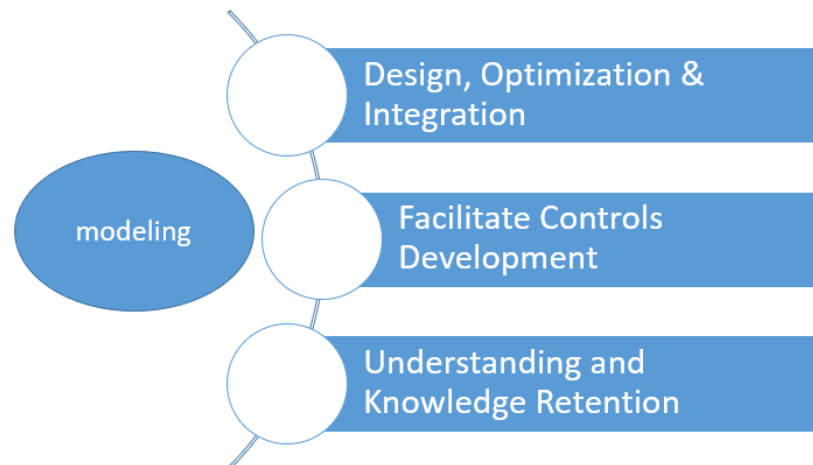 Design, Optimization &
Integration
modeling
Facilitate Controls
Development
Understanding and
Knowledge Retention